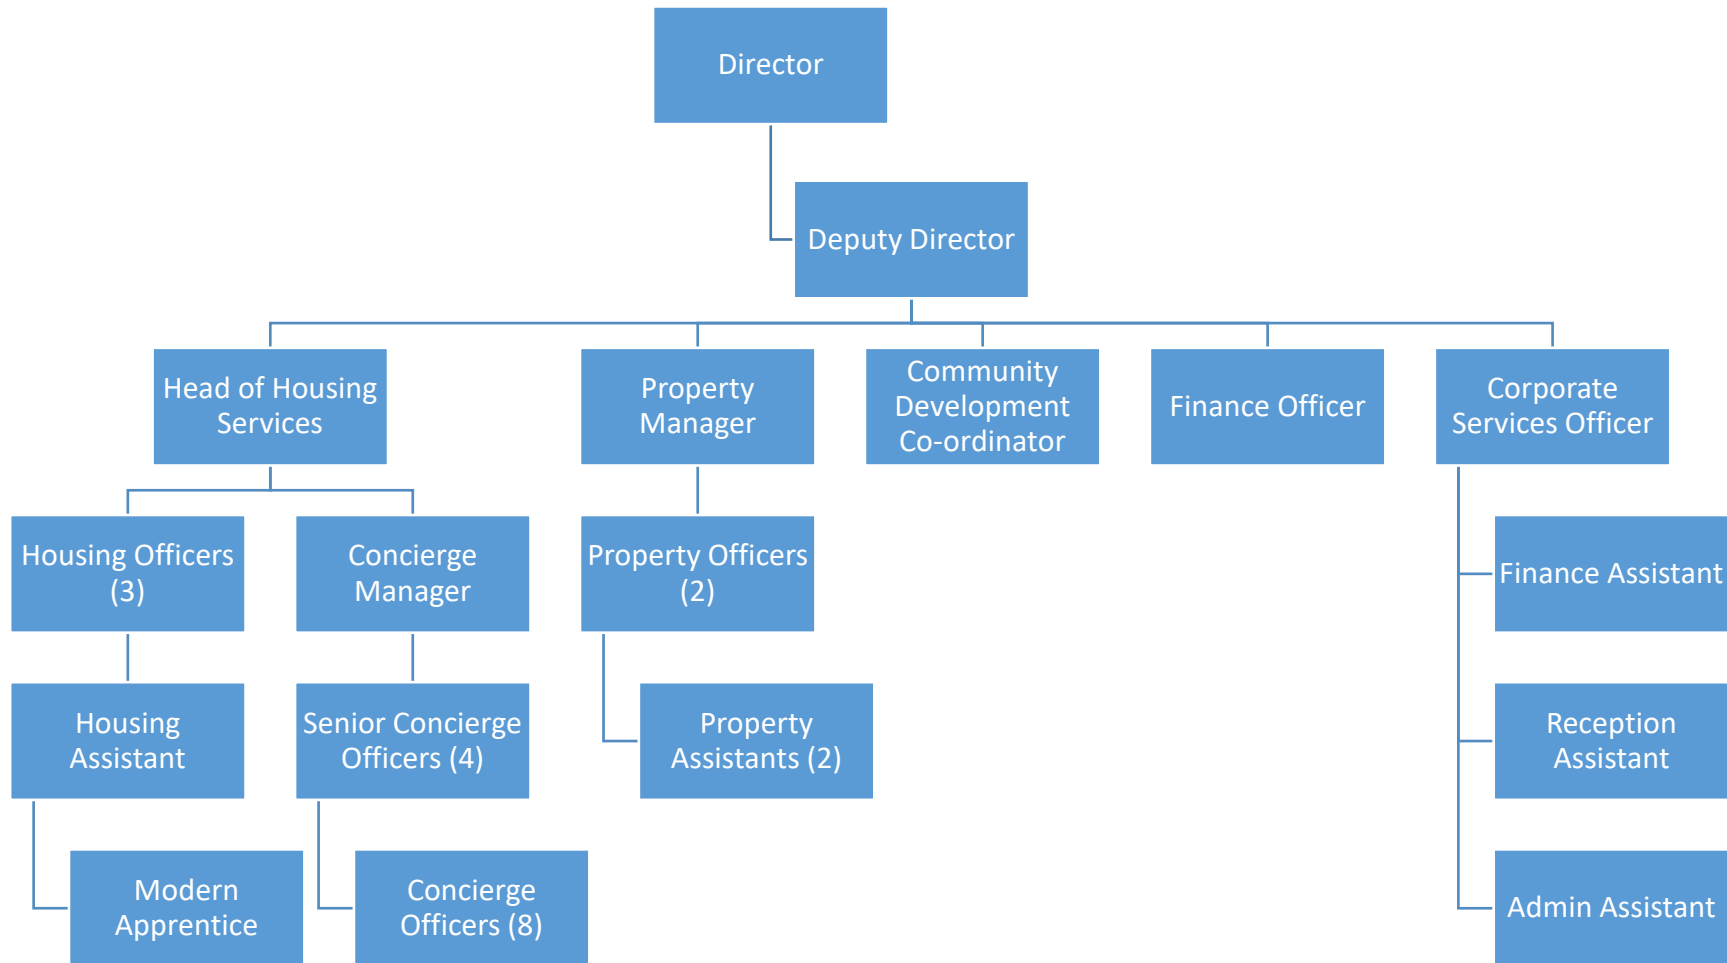 Director
Deputy Director
Head of Housing
Services
Property
Manager
Community
Development
Co-ordinator
Finance Officer
Corporate
Services Officer
Housing Officers
(3)
Concierge
Manager
Property Officers
(2)
Finance Assistant
Housing
Assistant
Senior Concierge
Officers (4)
Property
Assistants (2)
Reception
Assistant
Modern
Apprentice
Concierge
Officers (8)
Admin Assistant